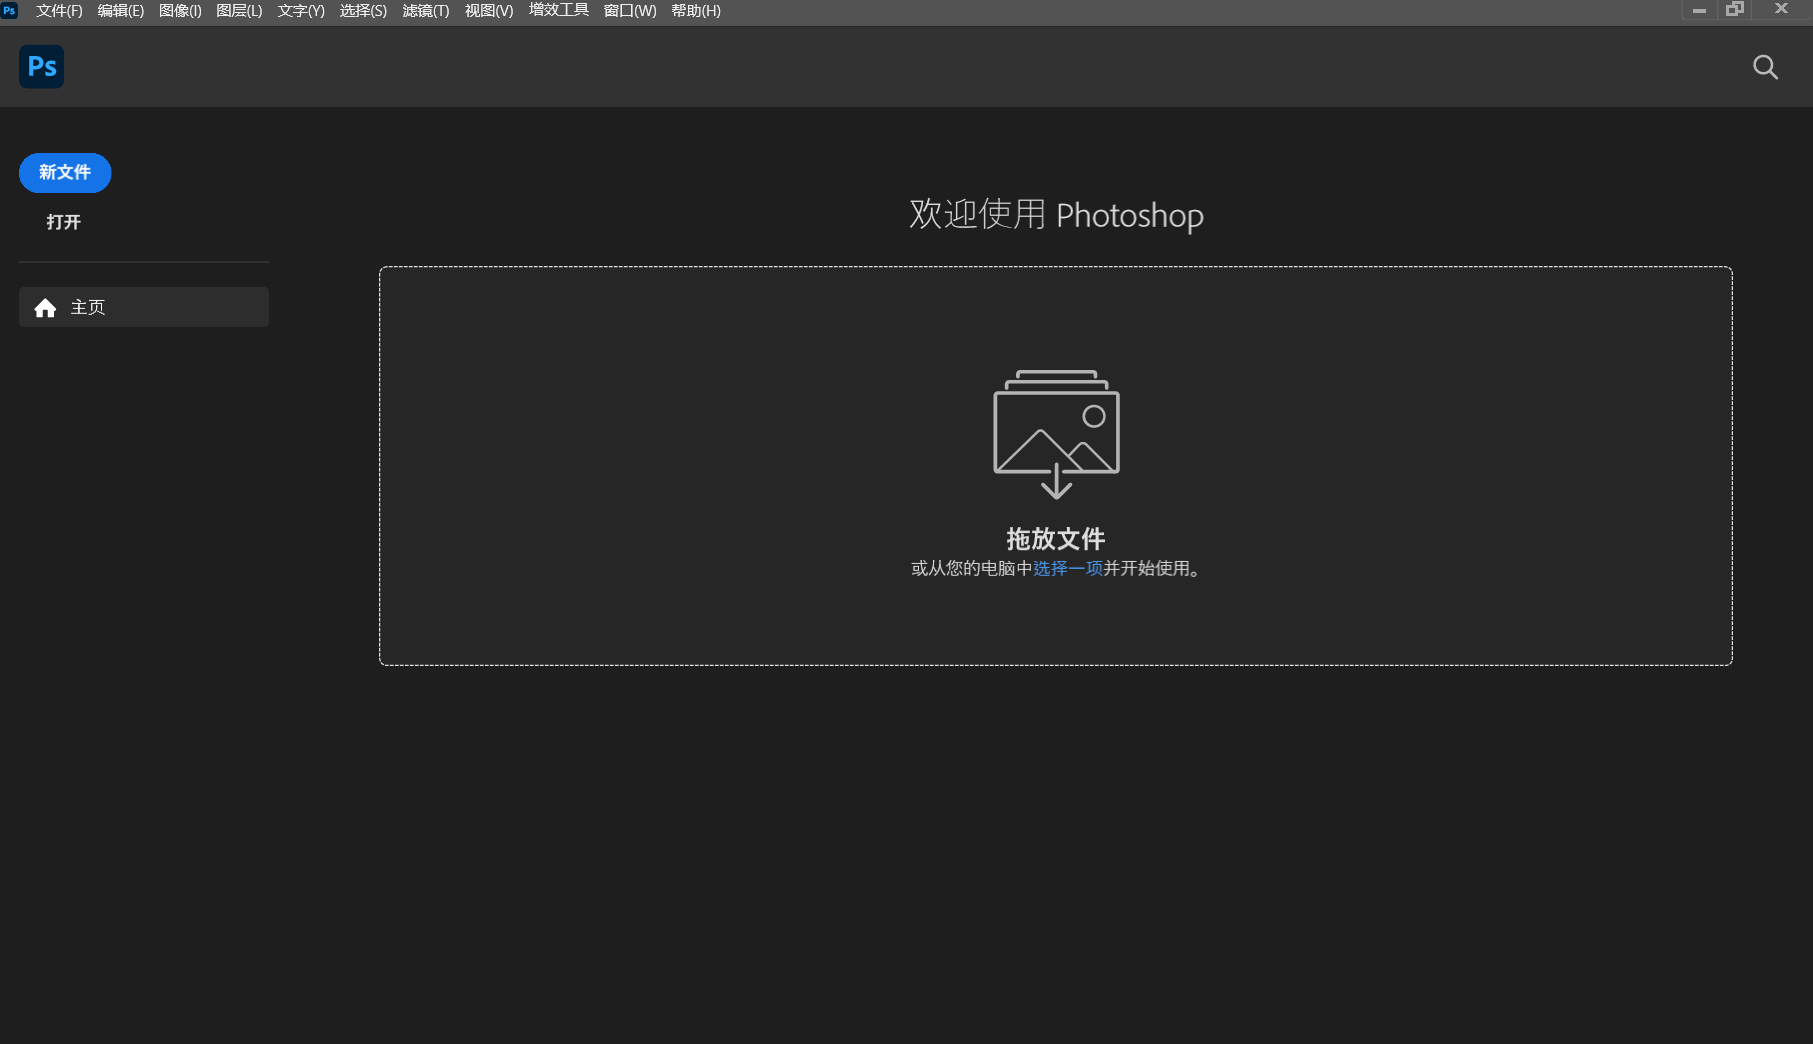 Ps 文件(F) 编辑(E) 图像(I) 图层(L) 文字(Y) 选择(S) 滤镜(T) 视图(V) 增效工具 窗口(W) 帮助(H)
Ps
新文件
打开
主页
欢迎使用 Photoshop
拖放文件
或从您的电脑中选择一项并开始使用。